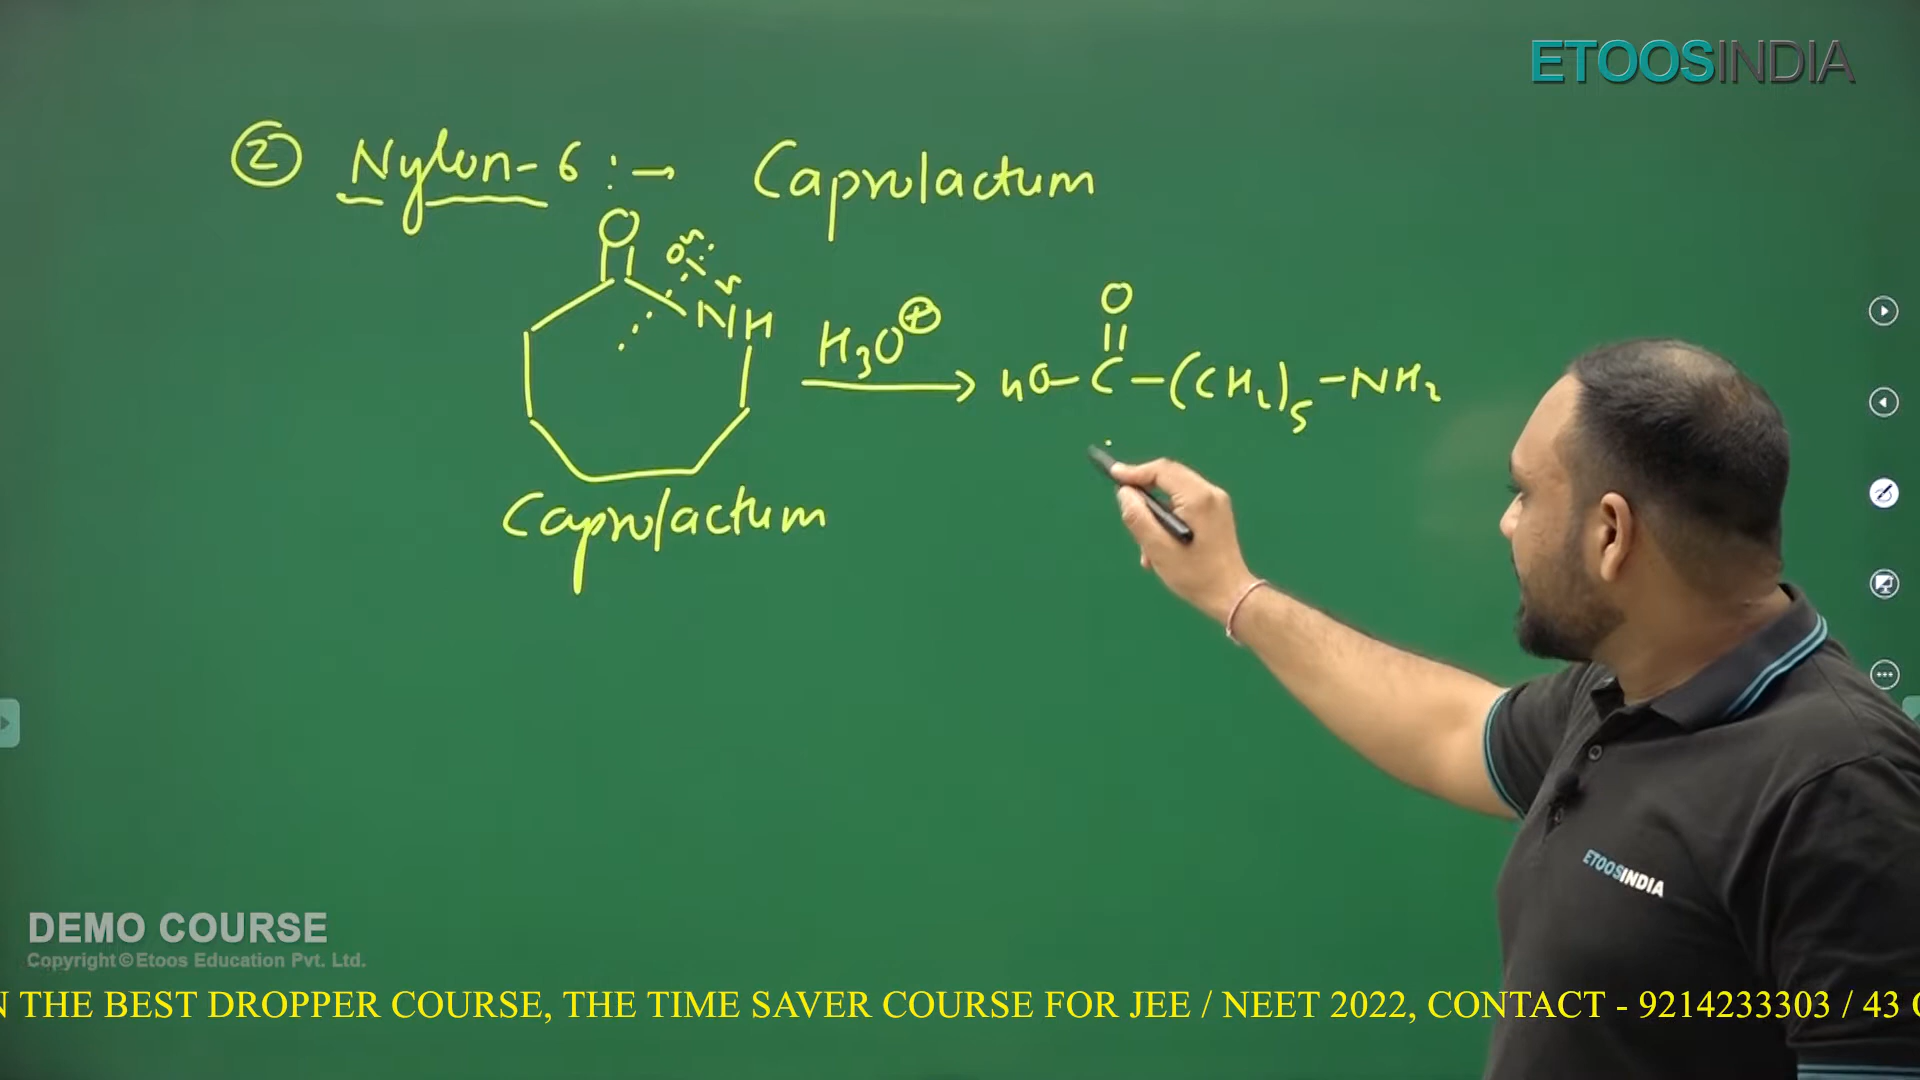 ETOOSINDIA
② Nylon-6 :→ Caprolactum
O
NH
H₃O⊕
O
HO-C-(CH₂)₅-NH₂
Caprolactum
ETOOSINDIA
DEMO COURSE
Copyright © Etoos Education Pvt. Ltd.
N THE BEST DROPPER COURSE, THE TIME SAVER COURSE FOR JEE / NEET 2022, CONTACT - 9214233303 / 43